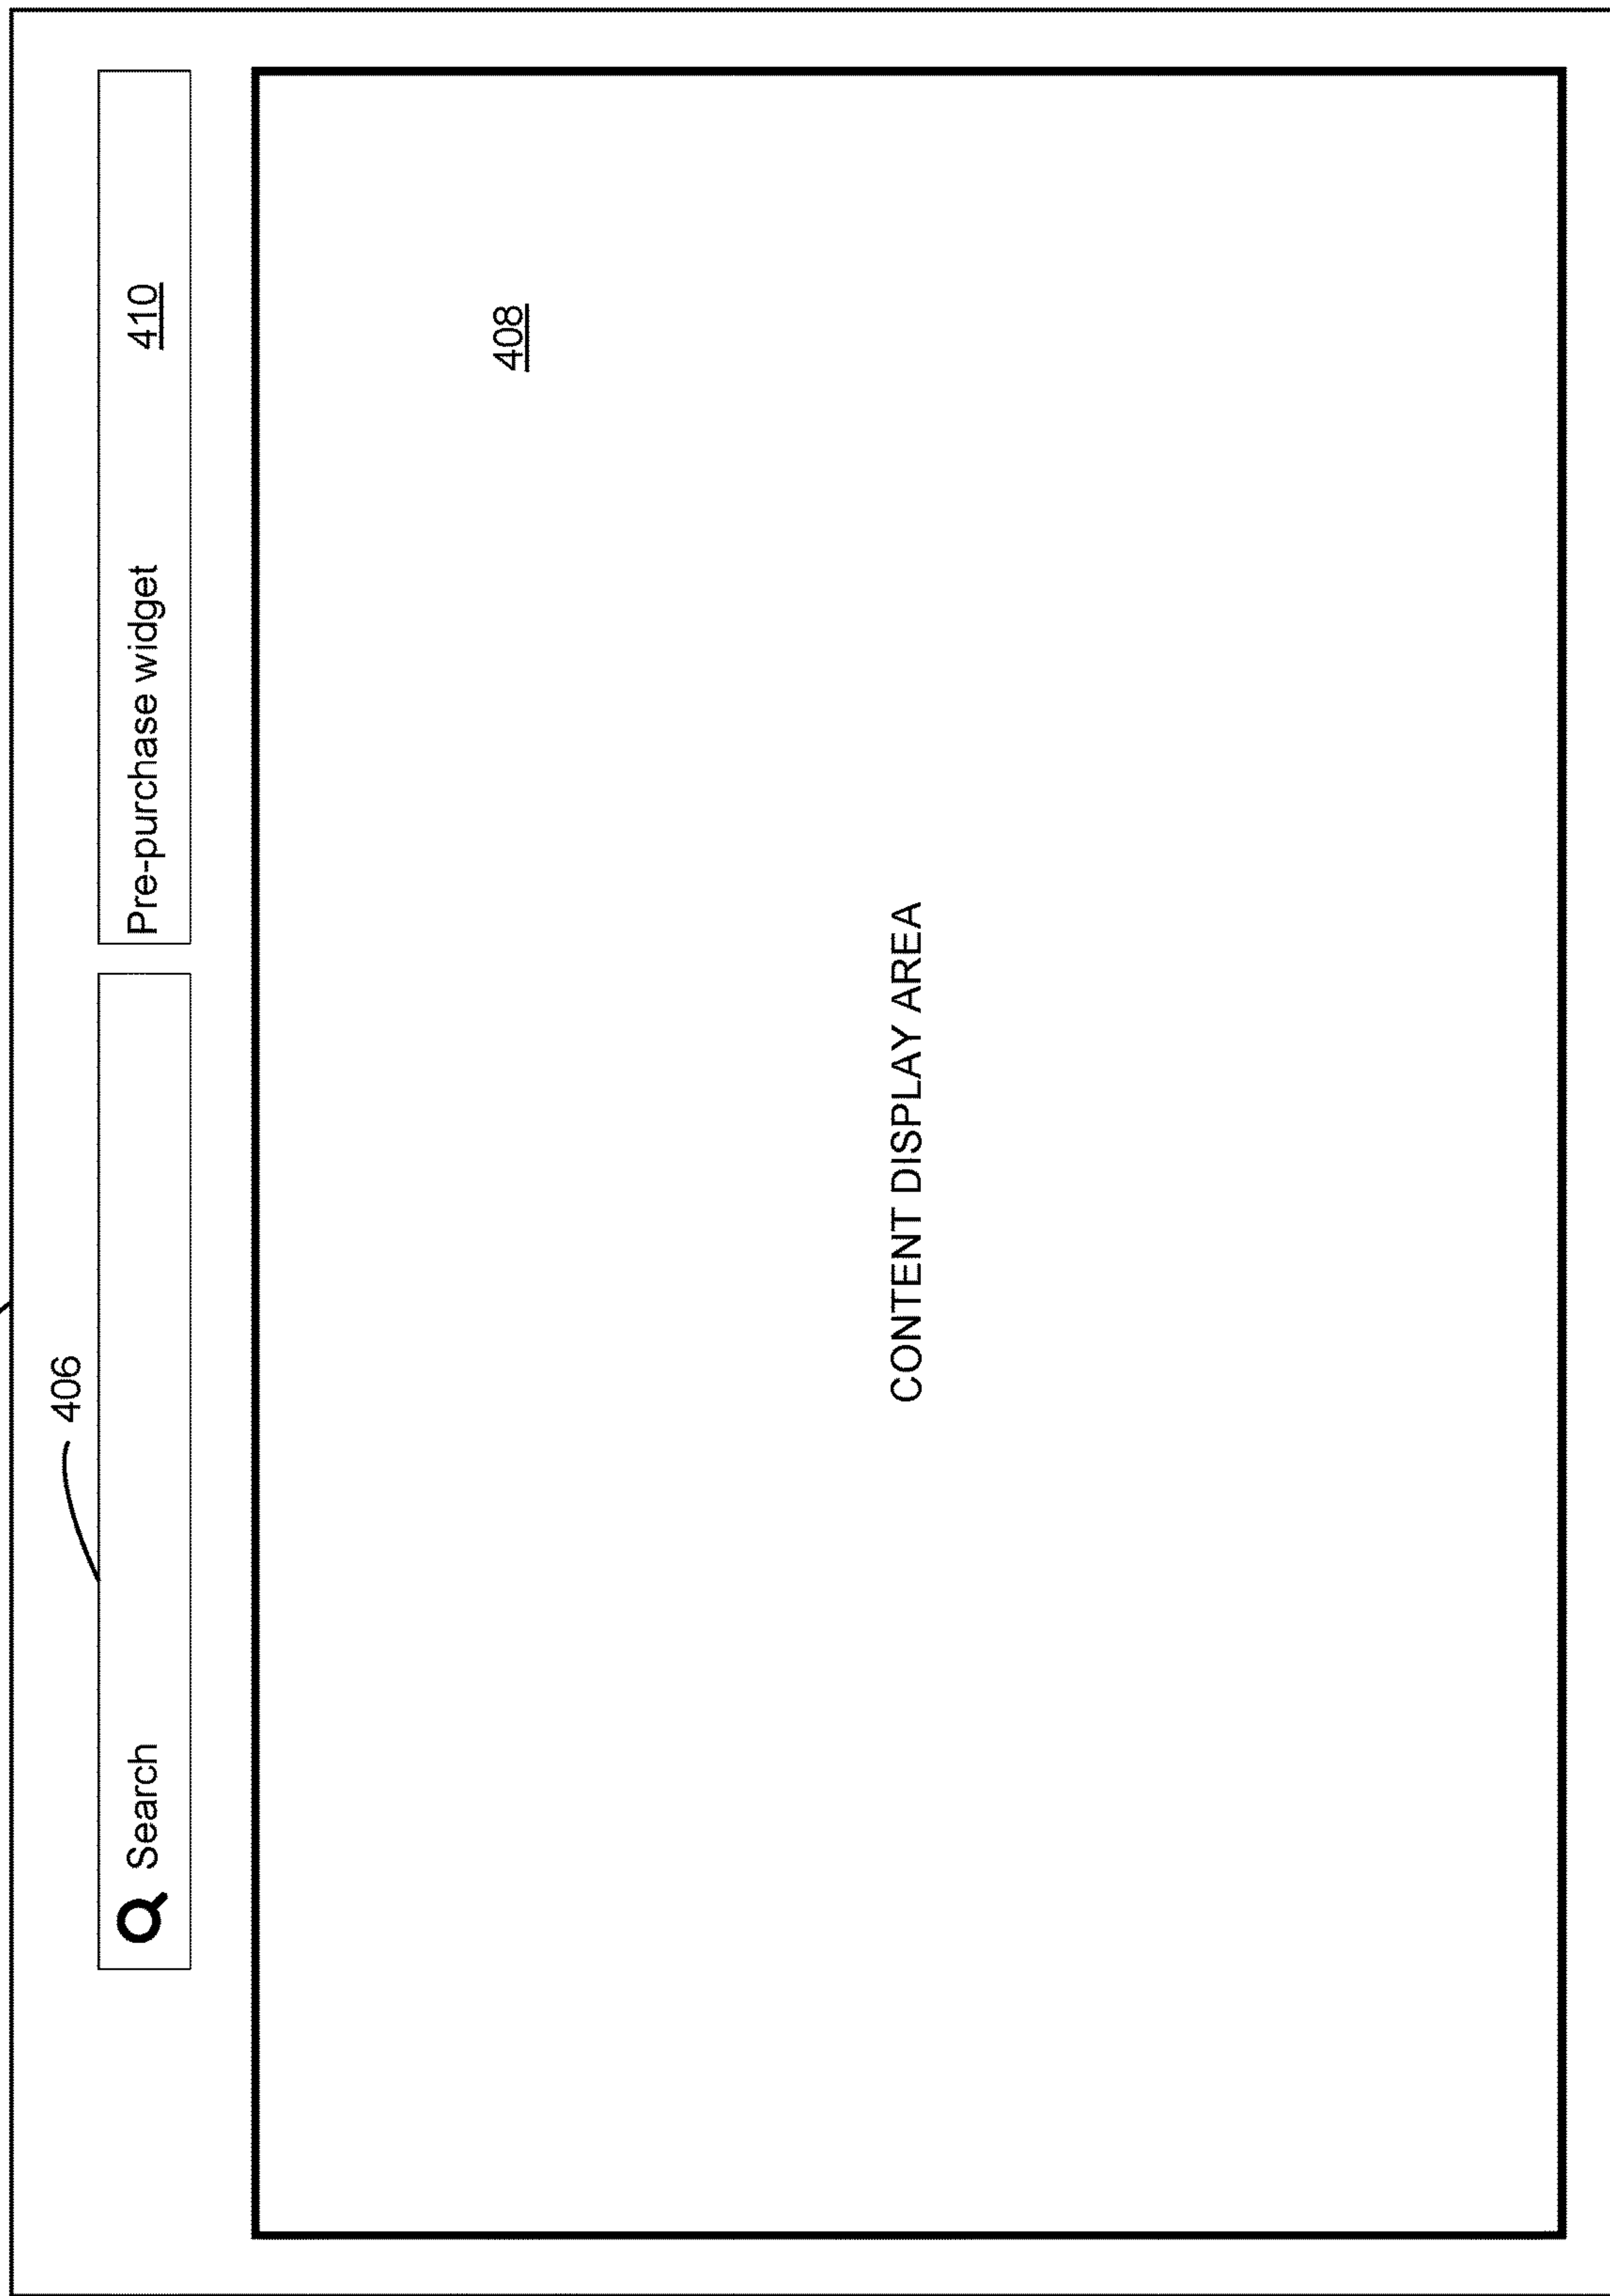 406
Search
Pre-purchase widget
410
408
CONTENT DISPLAY AREA